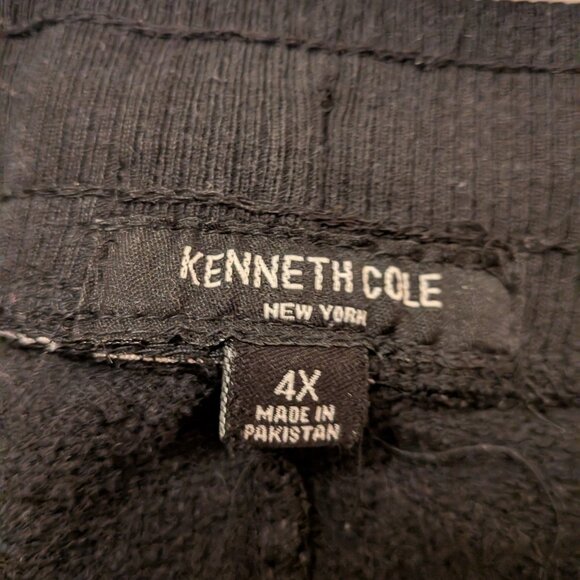 KENNETH COLE
NEW YORK
4X
MADE IN
PAKISTAN